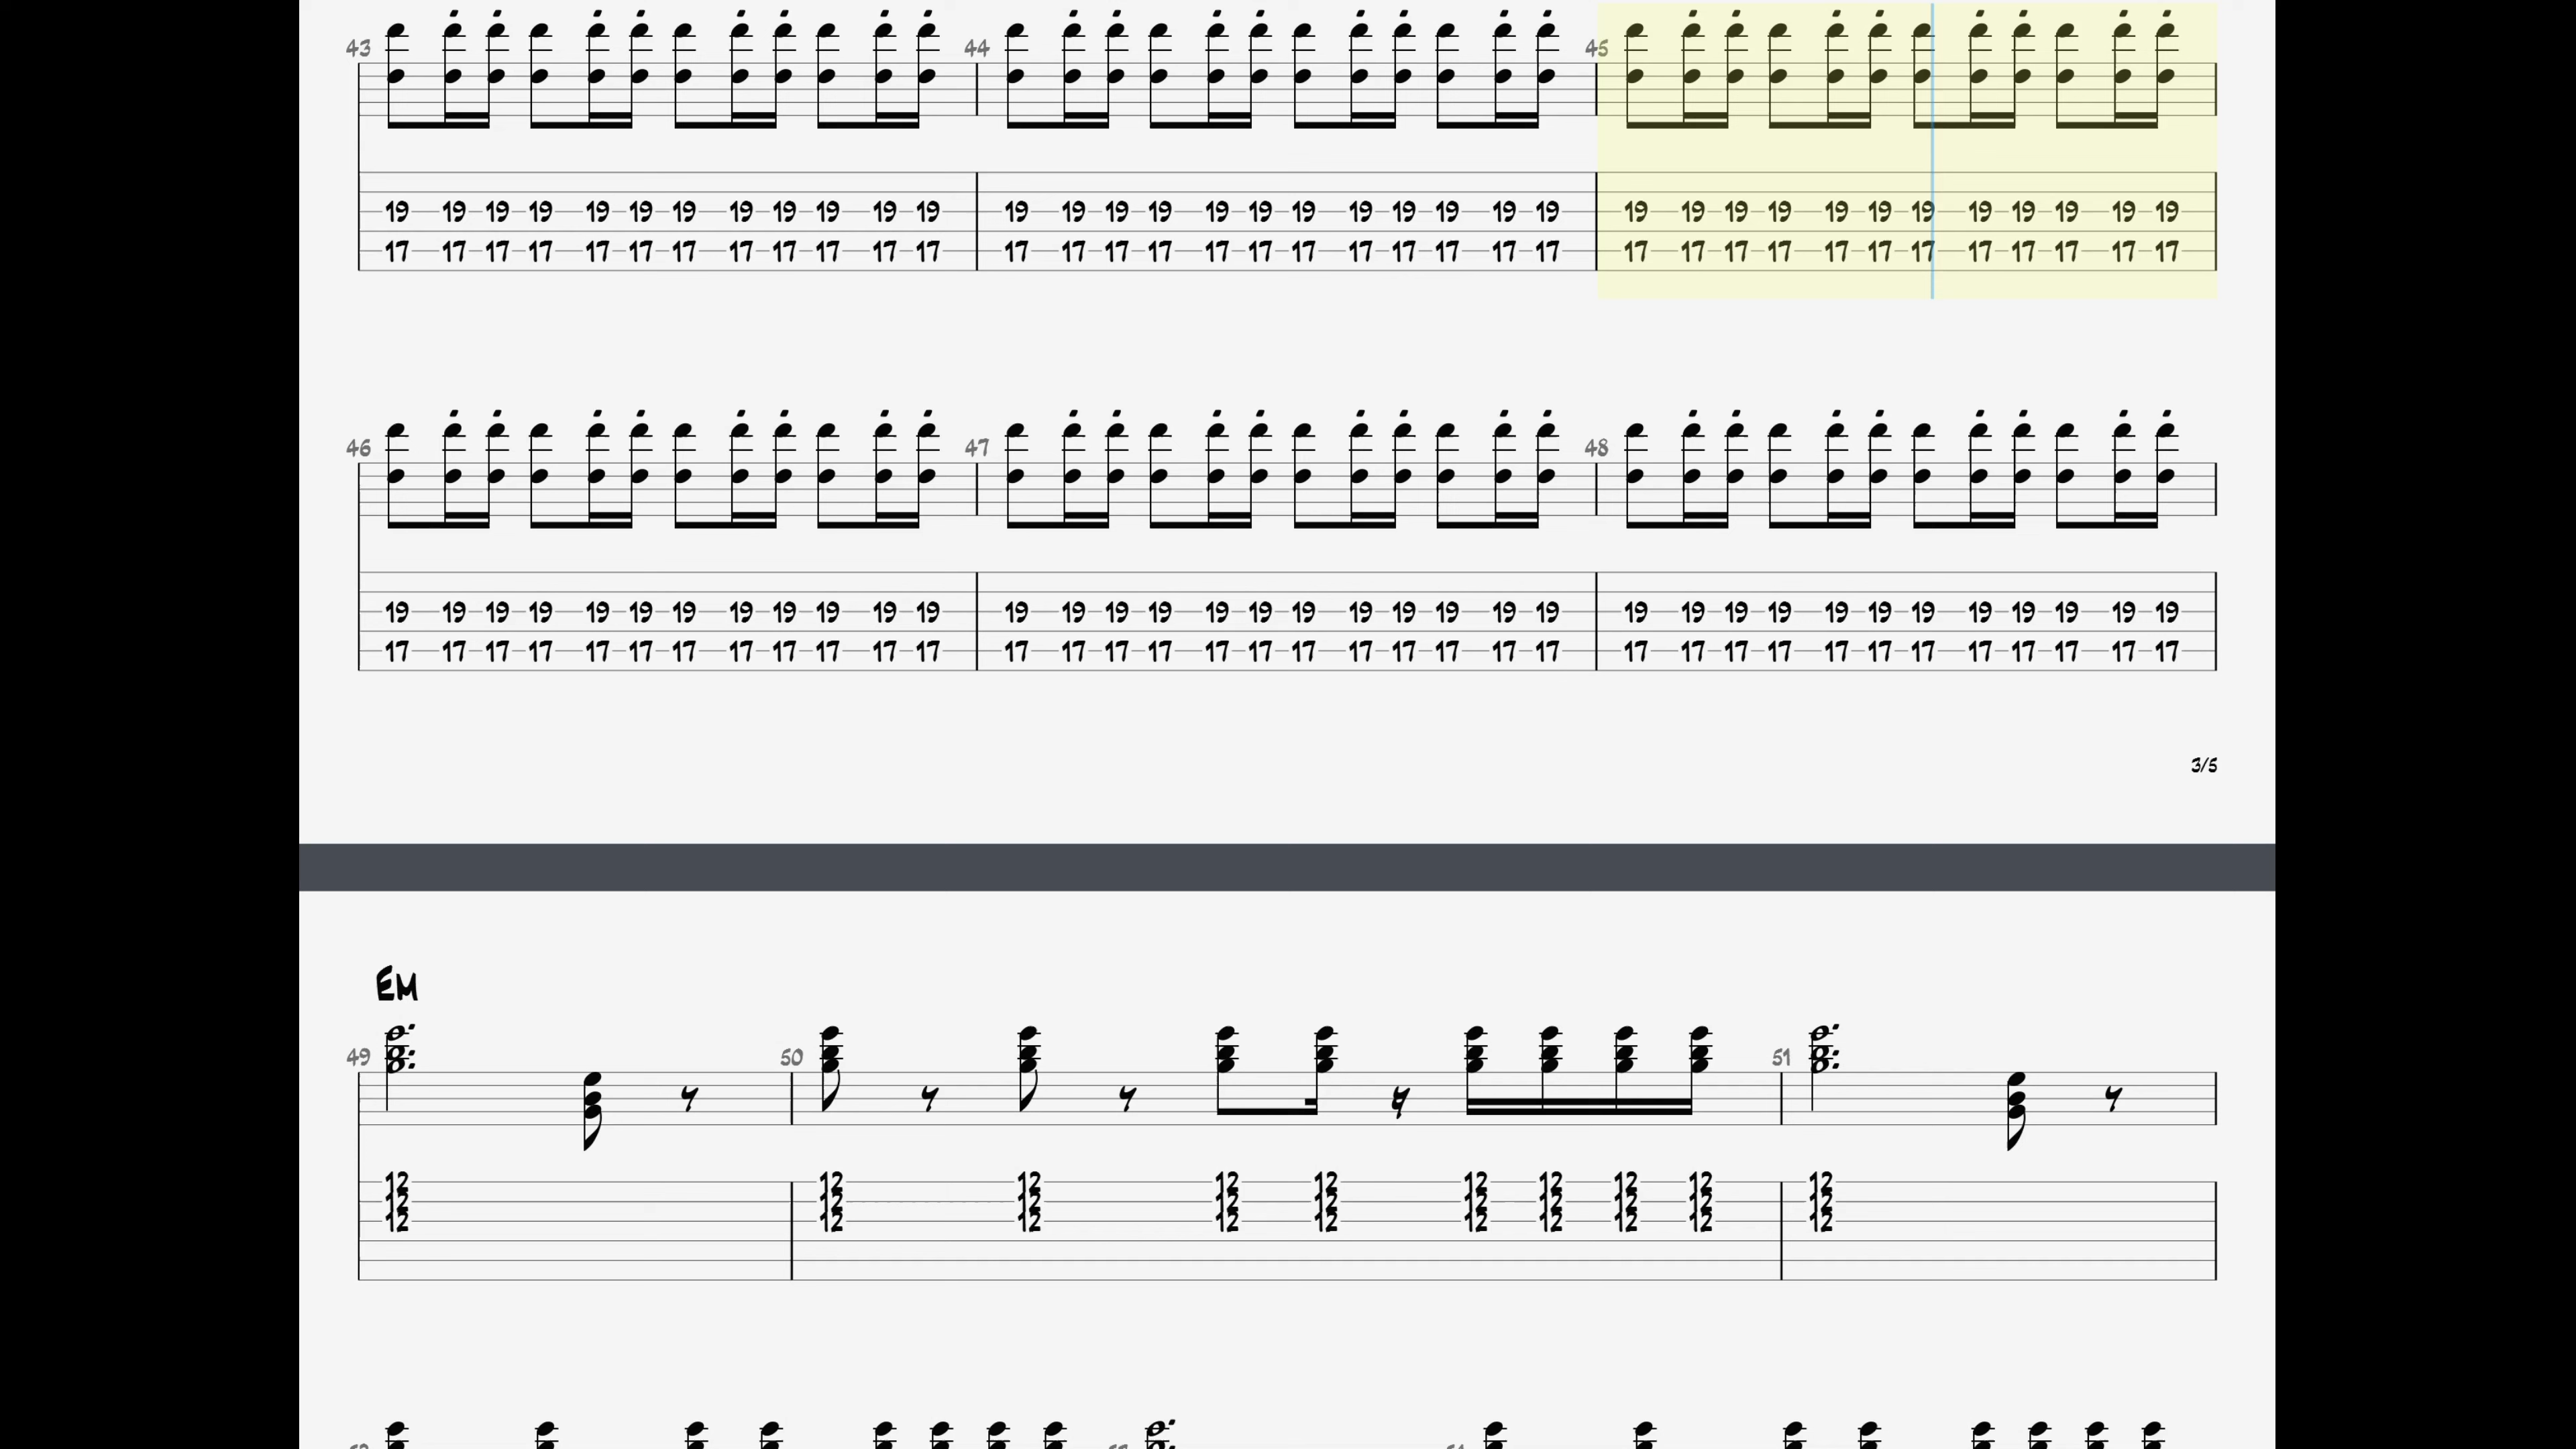 43 44 45
19 19 19 19 19 19 19 19 19 19 19 19 19 19 19 19 19 19 19 19 19 19 19 19 19 19 19 19 19 19 19 19 19 19 19 19
17 17 17 17 17 17 17 17 17 17 17 17 17 17 17 17 17 17 17 17 17 17 17 17 17 17 17 17 17 17 17 17 17 17 17 17
46 47 48
19 19 19 19 19 19 19 19 19 19 19 19 19 19 19 19 19 19 19 19 19 19 19 19 19 19 19 19 19 19 19 19 19 19 19 19
17 17 17 17 17 17 17 17 17 17 17 17 17 17 17 17 17 17 17 17 17 17 17 17 17 17 17 17 17 17 17 17 17 17 17 17
3/5
EM
49 50 51
12 12 12 12 12 12 12 12 12 12
12 12 12 12 12 12 12 12 12 12
12 12 12 12 12 12 12 12 12 12